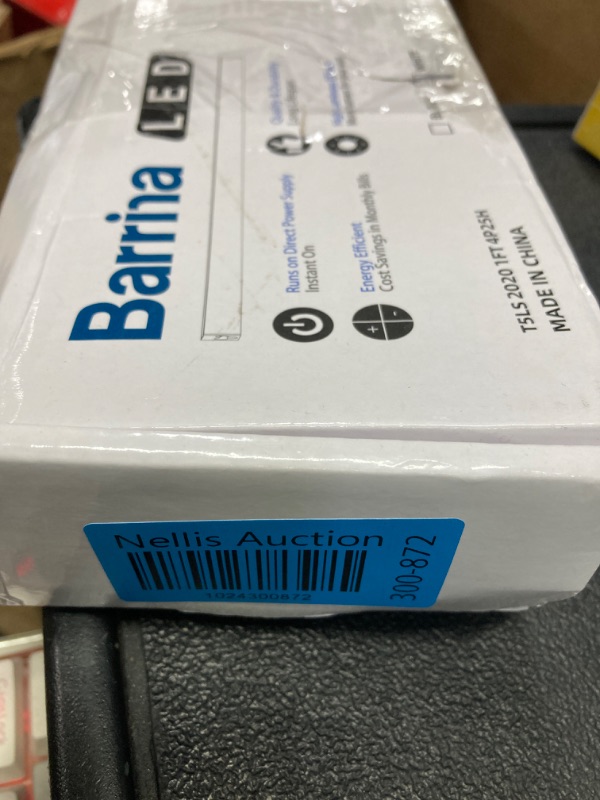 Barrina LED
Runs on Direct Power Supply
Instant On
Energy Efficient
Cost Savings in Monthly Bills
T5LS 2020 1FT 4P25H
MADE IN CHINA
Nellis Auction
1024300872
300-872